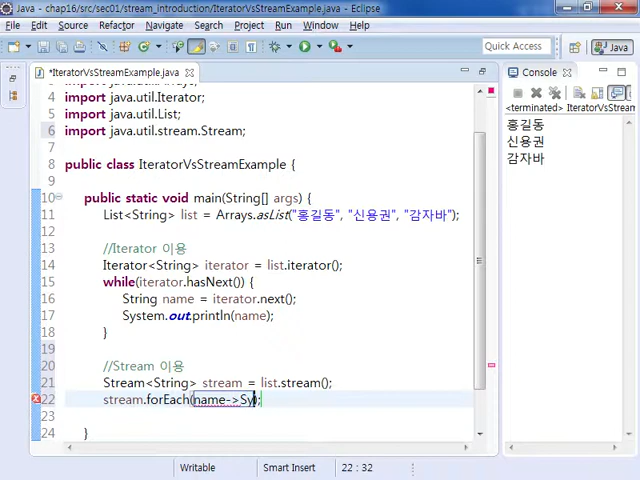 Java - chap16/src/sec01/stream_introduction/IteratorVsStreamExample.java - Eclipse
File Edit Source Refactor Navigate Search Project Run Window Help
Quick Access
Java
*IteratorVsStreamExample.java
4 import java.util.Iterator;
5 import java.util.List;
6 import java.util.stream.Stream;
7
8 public class IteratorVsStreamExample {
9
10 public static void main(String[] args) {
11 List<String> list = Arrays.asList("홍길동", "신용권", "감자바");
12
13 //Iterator 이용
14 Iterator<String> iterator = list.iterator();
15 while(iterator.hasNext()) {
16 String name = iterator.next();
17 System.out.println(name);
18 }
19
20 //Stream 이용
21 Stream<String> stream = list.stream();
22 stream.forEach(name->Sy);
23
24 }
Console
<terminated> IteratorVsStream
홍길동
신용권
감자바
Writable Smart Insert 22 : 32